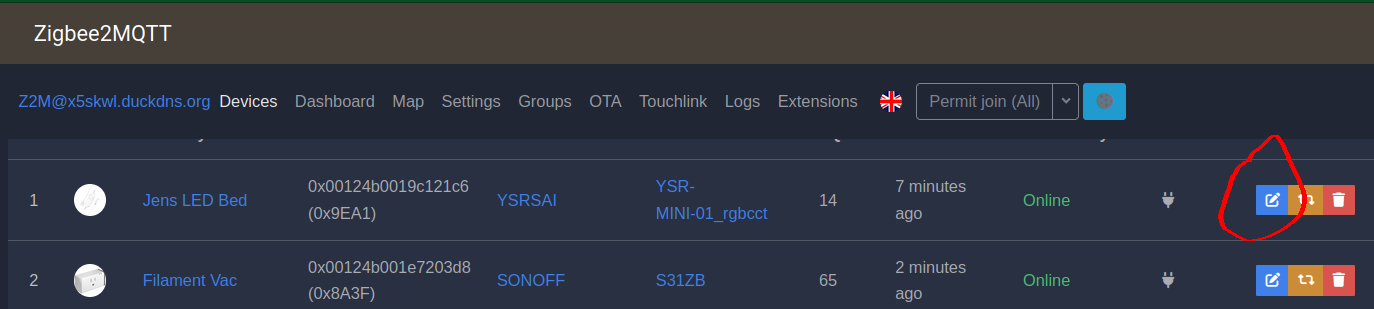 Zigbee2MQTT
Z2M@x5skwl.duckdns.org Devices Dashboard Map Settings Groups OTA Touchlink Logs Extensions Permit join (All)
1 Jens LED Bed 0x00124b0019c121c6 (0x9EA1) YSRSAI YSR-MINI-01_rgbcct 14 7 minutes ago Online
2 Filament Vac 0x00124b001e7203d8 (0x8A3F) SONOFF S31ZB 65 2 minutes ago Online